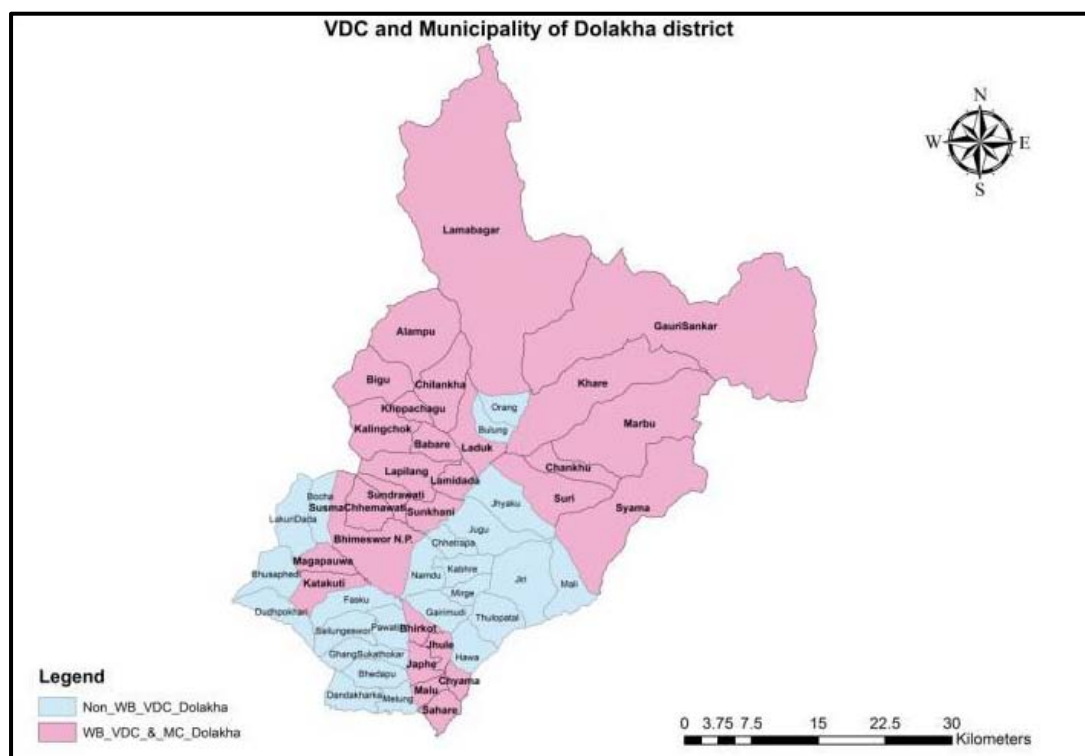 VDC and Municipality of Dolakha district
N
W E
S
Lamabagar
GauriSankar
Alampu
Bigu
Chilankha
Khare
Khopachagu
Orang
Marbu
Kalingchok
Bulung
Babare
Laduk
Lapilang
Lamidada
Chankhu
Bocha
Sundrawati
Suri
SusmaChhemawati
Sunkhani
Jhyaku
Syama
LakuriDada
Jugu
Bhimeswor N.P.
Chhetrapa
Magapauwa
Bhusaphedi
Namdu
Kabhre
Jiri
Mali
Katakuti
Mirge
Fasku
Dudhpokhari
Gairimudi
Thulopatal
Sailungeswor
Pawati
Bhirkot
Jhule
GhangSukathokar
Japhe
Hawa
Bhedapu
Chyama
Dandakharka
Melung
Malu
Sahare
Legend
Non_WB_VDC_Dolakha
WB_VDC_&_MC_Dolakha
0 3.75 7.5 15 22.5 30
Kilometers